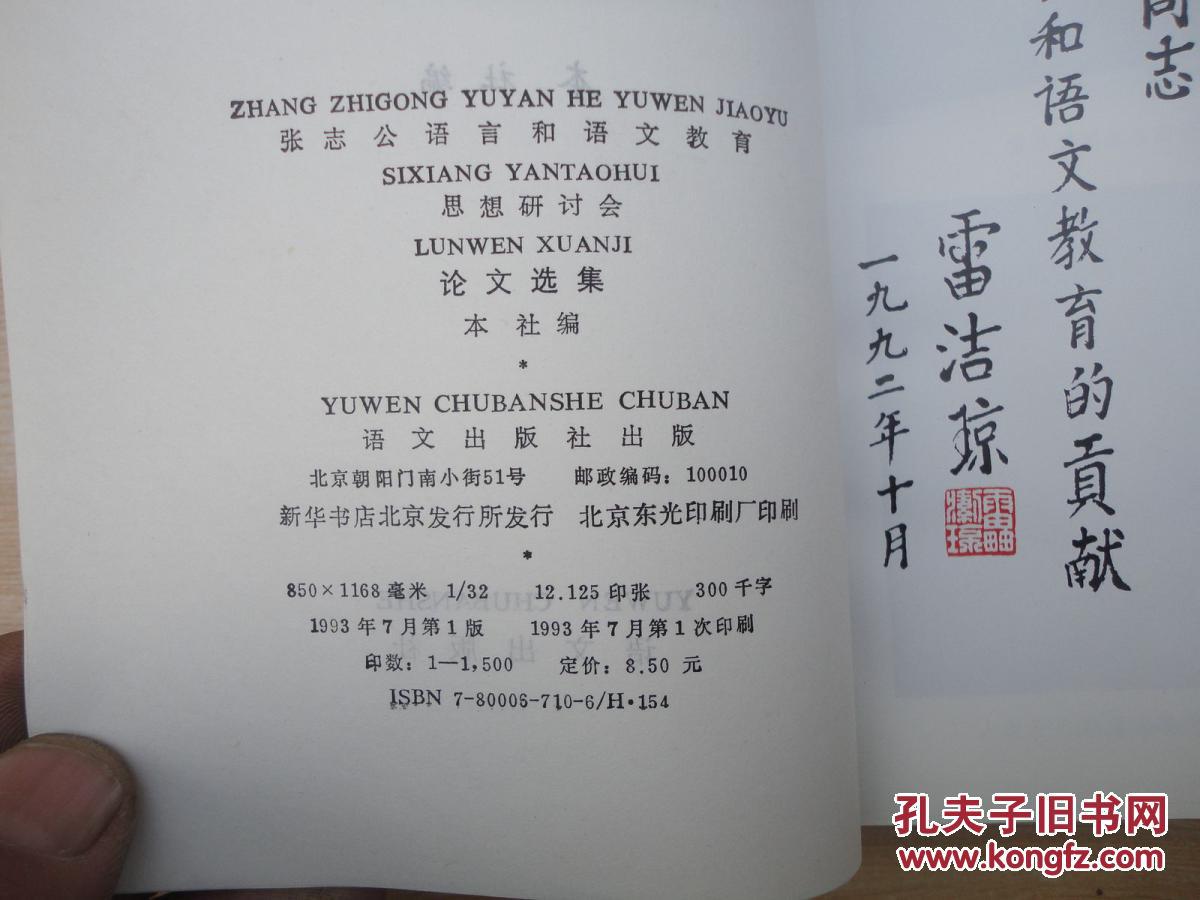 ZHANG ZHIGONG YUYAN HE YUWEN JIAOYU
张志公语言和语文教育
SIXIANG YANTAOHUI
思想研讨会
LUNWEN XUANJI
论文选集
本 社编
*
YUWEN CHUBANSHE CHUBAN
语文出版社出版
北京朝阳门南小街51号 邮政编码：100010
新华书店北京发行所发行 北京东光印刷厂印刷
*
850×1168毫米 1/32 12.125印张 300千字
1993年7月第1版 1993年7月第1次印刷
印数：1—1,500 定价：8.50元
ISBN 7-80006-710-6/H·154
同志
和语文教育的贡献
雷洁琼
一九九二年十月
孔夫子旧书网
www.kongfz.com